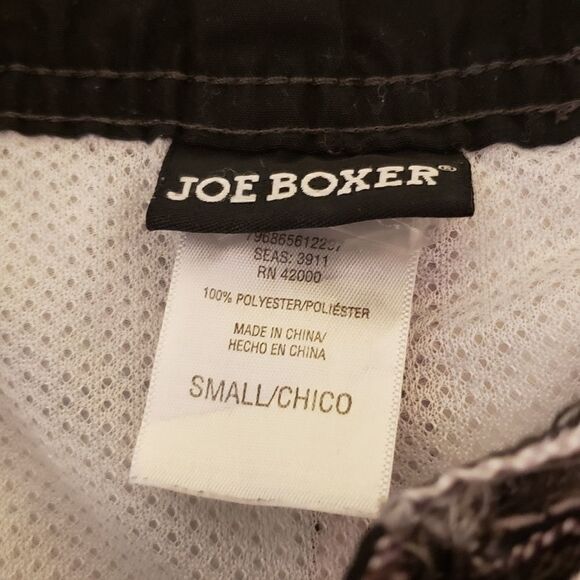 JOE BOXER®
SEAS: 3911
RN 42000
100% POLYESTER/POLIÉSTER
MADE IN CHINA/
HECHO EN CHINA
SMALL/CHICO